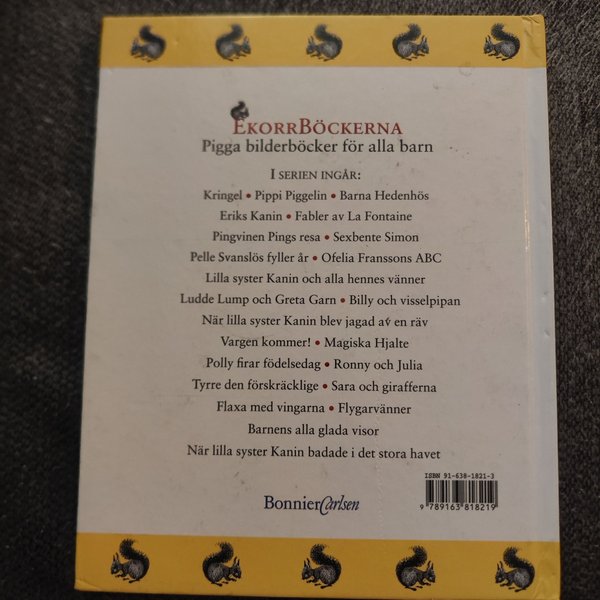 EKORRBÖCKERNA
Pigga bilderböcker för alla barn
I SERIEN INGÅR:
Kringel • Pippi Piggelin • Barna Hedenhös
Eriks Kanin • Fabler av La Fontaine
Pingvinen Pings resa • Sexbente Simon
Pelle Svanslös fyller år • Ofelia Franssons ABC
Lilla syster Kanin och alla hennes vänner
Ludde Lump och Greta Garn • Billy och visselpipan
När lilla syster Kanin blev jagad av en räv
Vargen kommer! • Magiska Hjalte
Polly firar födelsedag • Ronny och Julia
Tyrre den förskräcklige • Sara och girafferna
Flaxa med vingarna • Flygarvänner
Barnens alla glada visor
När lilla syster Kanin badade i det stora havet
ISBN 91-638-1821-3
BonnierCarlsen
9 789163 818219